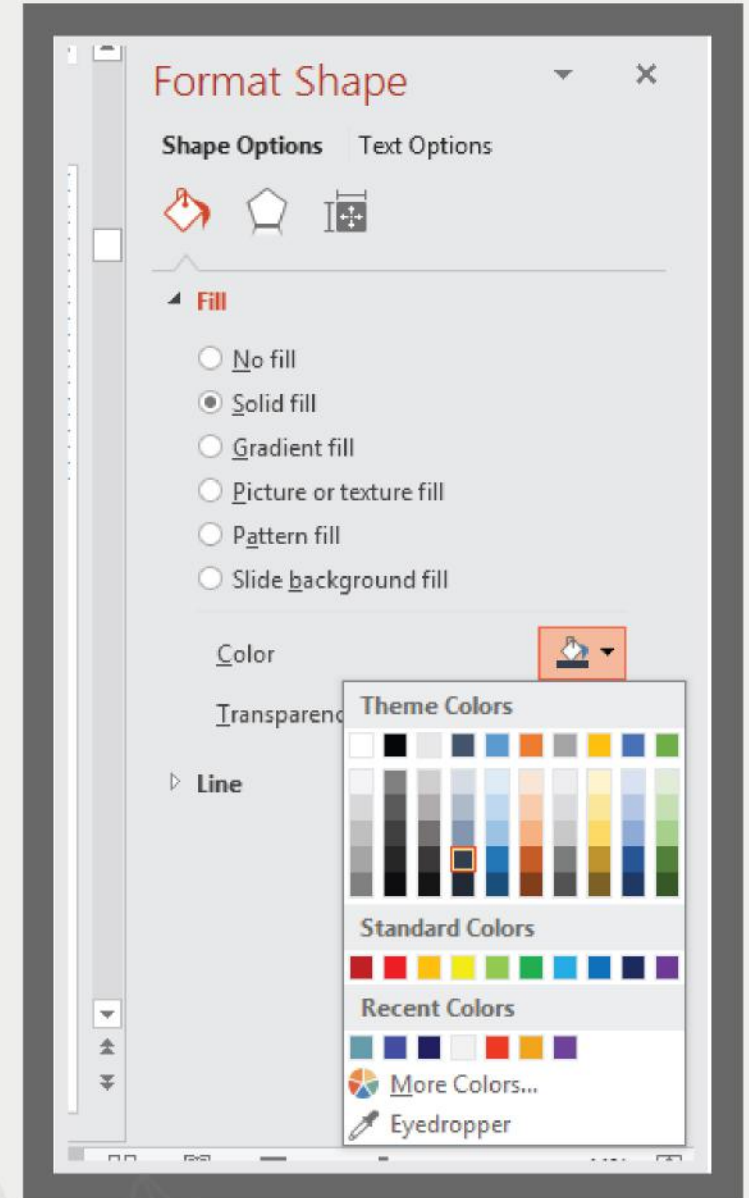 Format Shape
Shape Options Text Options
Fill
No fill
Solid fill
Gradient fill
Picture or texture fill
Pattern fill
Slide background fill
Color
Theme Colors
Line
Standard Colors
Recent Colors
More Colors...
Eyedropper